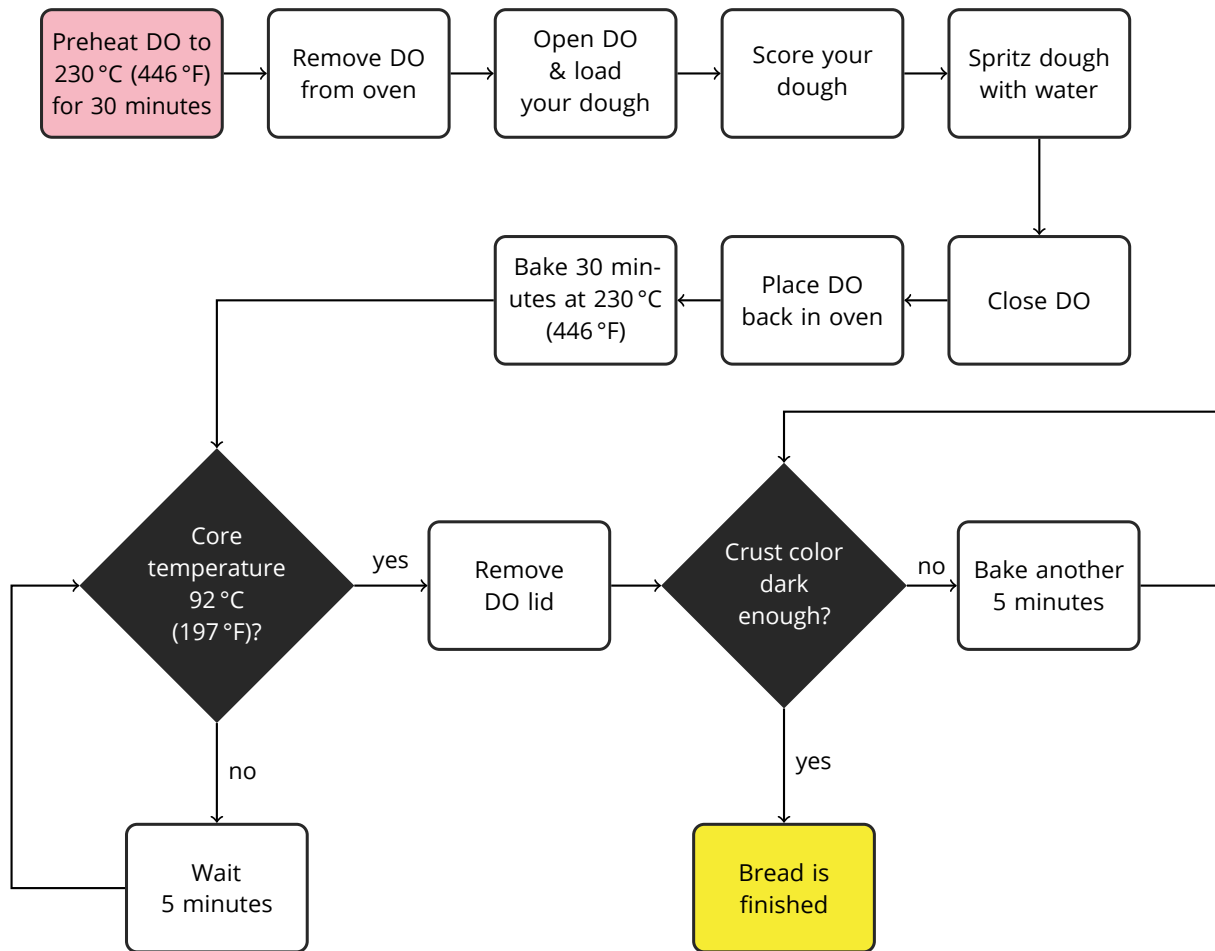 Preheat DO to
230 °C (446 °F)
for 30 minutes
Remove DO
from oven
Open DO
& load
your dough
Score your
dough
Spritz dough
with water
Close DO
Place DO
back in oven
Bake 30 min-
utes at 230 °C
(446 °F)
Core
temperature
92 °C
(197 °F)?
yes
Remove
DO lid
Crust color
dark
enough?
no
Bake another
5 minutes
no
yes
Wait
5 minutes
Bread is
finished